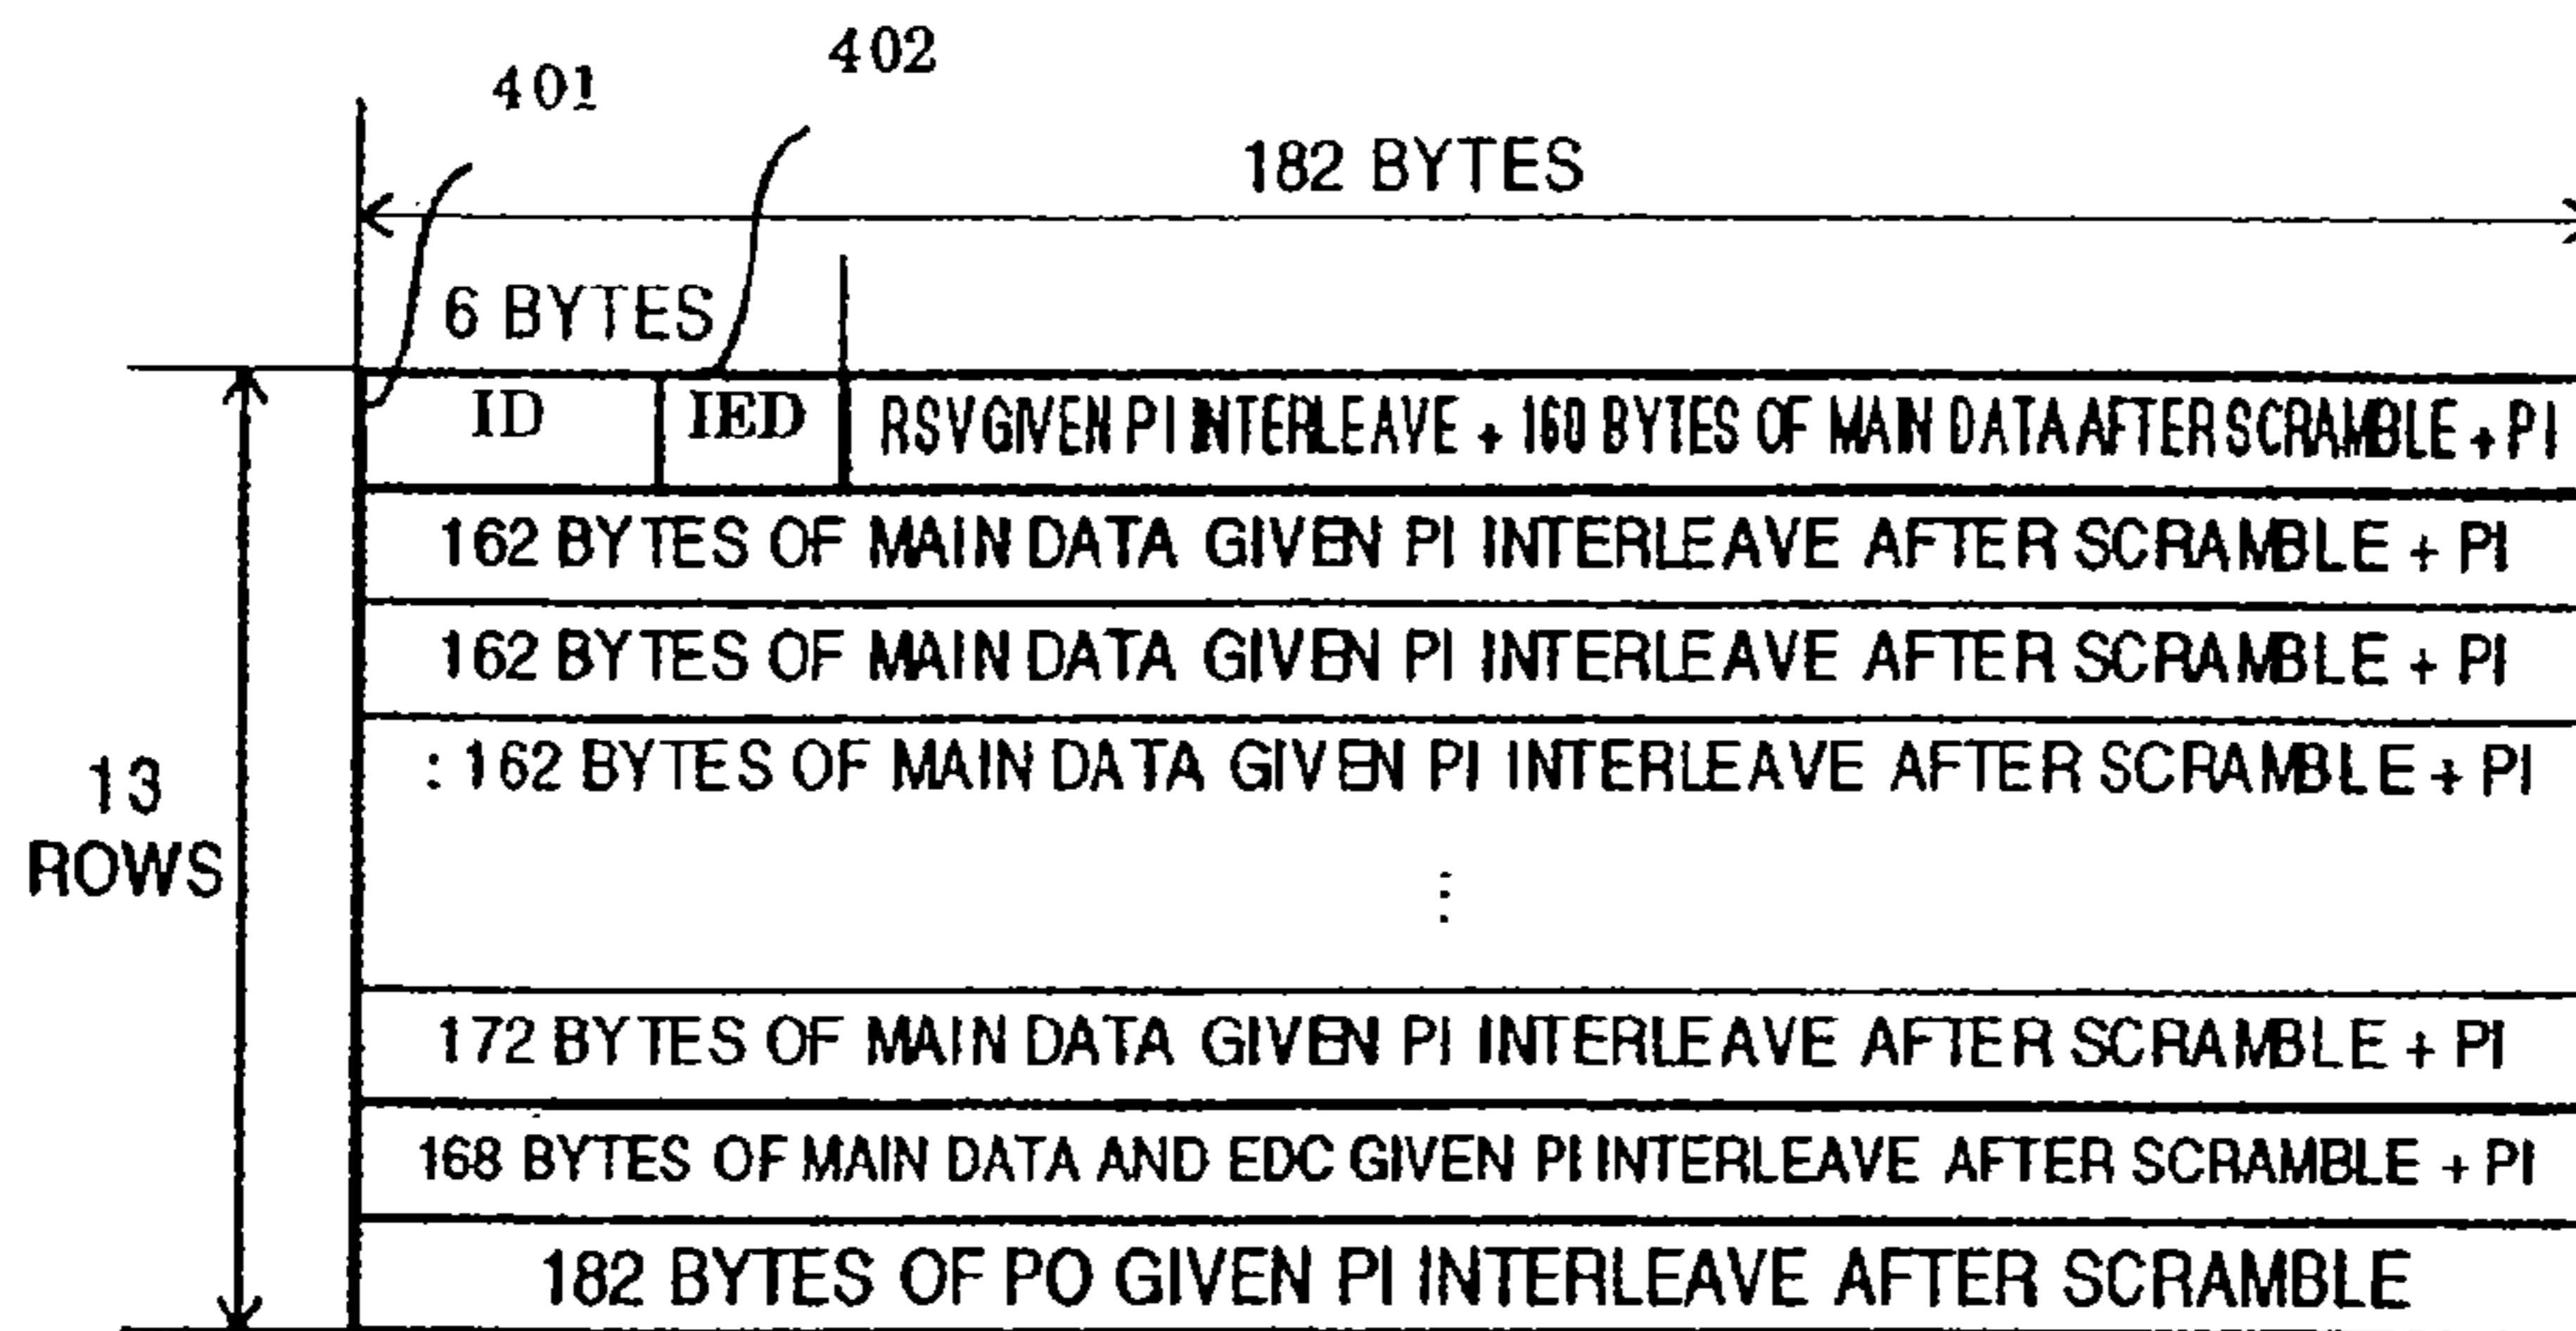 401
402
182 BYTES
6 BYTES
ID
IED
RSV GIVEN PI INTERLEAVE + 160 BYTES OF MAIN DATA AFTER SCRAMBLE + PI
162 BYTES OF MAIN DATA GIVEN PI INTERLEAVE AFTER SCRAMBLE + PI
162 BYTES OF MAIN DATA GIVEN PI INTERLEAVE AFTER SCRAMBLE + PI
: 162 BYTES OF MAIN DATA GIVEN PI INTERLEAVE AFTER SCRAMBLE + PI
13
ROWS
⋮
172 BYTES OF MAIN DATA GIVEN PI INTERLEAVE AFTER SCRAMBLE + PI
168 BYTES OF MAIN DATA AND EDC GIVEN PI INTERLEAVE AFTER SCRAMBLE + PI
182 BYTES OF PO GIVEN PI INTERLEAVE AFTER SCRAMBLE